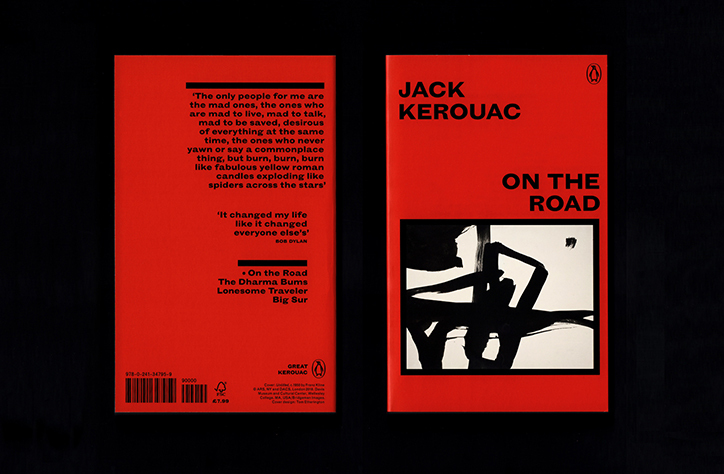 'The only people for me are
the mad ones, the ones who
are mad to live, mad to talk,
mad to be saved, desirous
of everything at the same
time, the ones who never
yawn or say a commonplace
thing, but burn, burn, burn
like fabulous yellow roman
candles exploding like
spiders across the stars'
'It changed my life
like it changed
everyone else's'
BOB DYLAN
On the Road
The Dharma Bums
Lonesome Traveler
Big Sur
GREAT
KEROUAC
90000
FSC
£7.99
JACK
KEROUAC
ON THE
ROAD